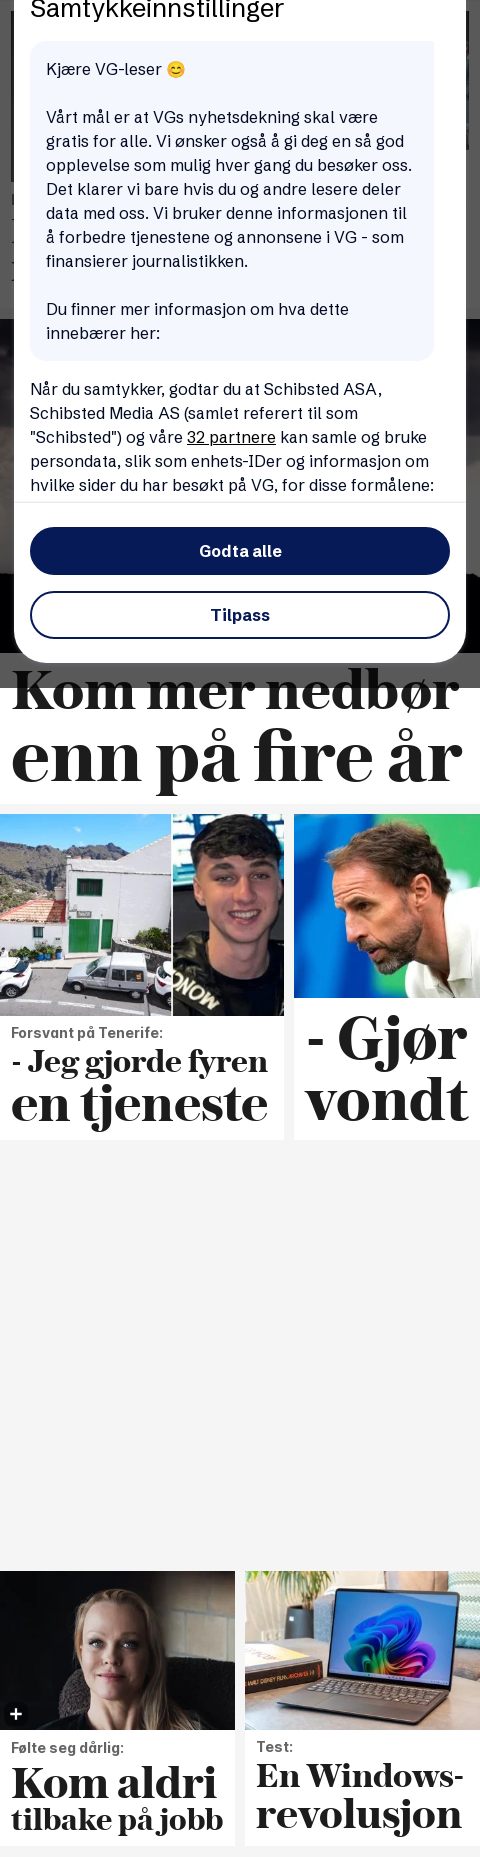 Samtykkeinnstillinger
Kjære VG-leser 😊
Vårt mål er at VGs nyhetsdekning skal være
gratis for alle. Vi ønsker også å gi deg en så god
opplevelse som mulig hver gang du besøker oss.
Det klarer vi bare hvis du og andre lesere deler
data med oss. Vi bruker denne informasjonen til
å forbedre tjenestene og annonsene i VG - som
finansierer journalistikken.
Du finner mer informasjon om hva dette
innebærer her:
Når du samtykker, godtar du at Schibsted ASA,
Schibsted Media AS (samlet referert til som
"Schibsted") og våre 32 partnere kan samle og bruke
persondata, slik som enhets-IDer og informasjon om
hvilke sider du har besøkt på VG, for disse formålene:
Godta alle
Tilpass
Kom mer nedbør
enn på fire år
Forsvant på Tenerife:
- Jeg gjorde fyren
en tjeneste
- Gjør
vondt
Følte seg dårlig:
Kom aldri
tilbake på jobb
Test:
En Windows-
revolusjon